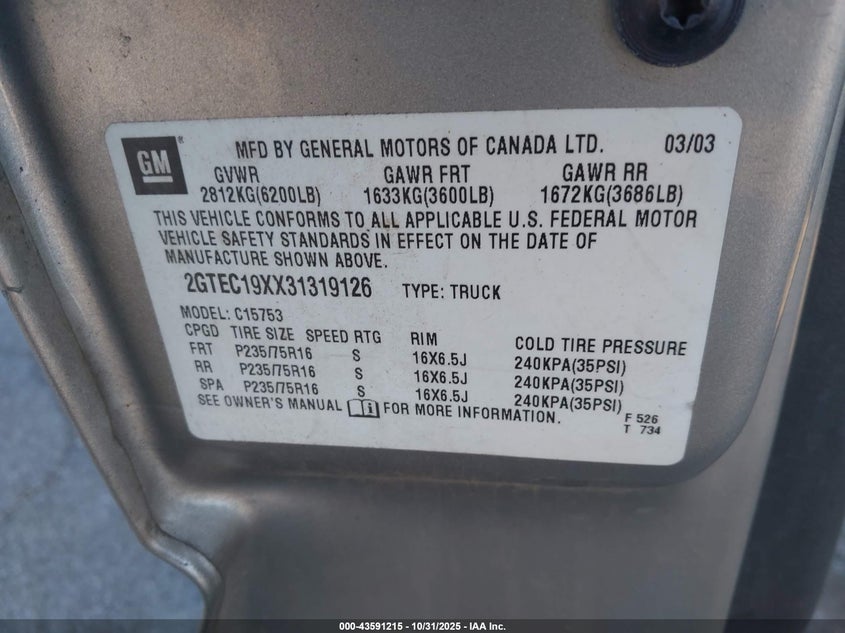 GM
®
MFD BY GENERAL MOTORS OF CANADA LTD. 03/03
GVWR GAWR FRT GAWR RR
2812KG(6200LB) 1633KG(3600LB) 1672KG(3686LB)
THIS VEHICLE CONFORMS TO ALL APPLICABLE U.S. FEDERAL MOTOR
VEHICLE SAFETY STANDARDS IN EFFECT ON THE DATE OF
MANUFACTURE SHOWN ABOVE.
2GTEC19XX31319126 TYPE: TRUCK
MODEL: C15753
CPGD TIRE SIZE SPEED RTG RIM COLD TIRE PRESSURE
FRT P235/75R16 S 16X6.5J 240KPA(35PSI)
RR P235/75R16 S 16X6.5J 240KPA(35PSI)
SPA P235/75R16 S 16X6.5J 240KPA(35PSI)
SEE OWNER'S MANUAL i FOR MORE INFORMATION.
F 526
T 734
000-43591215 - 10/31/2025 - IAA Inc.